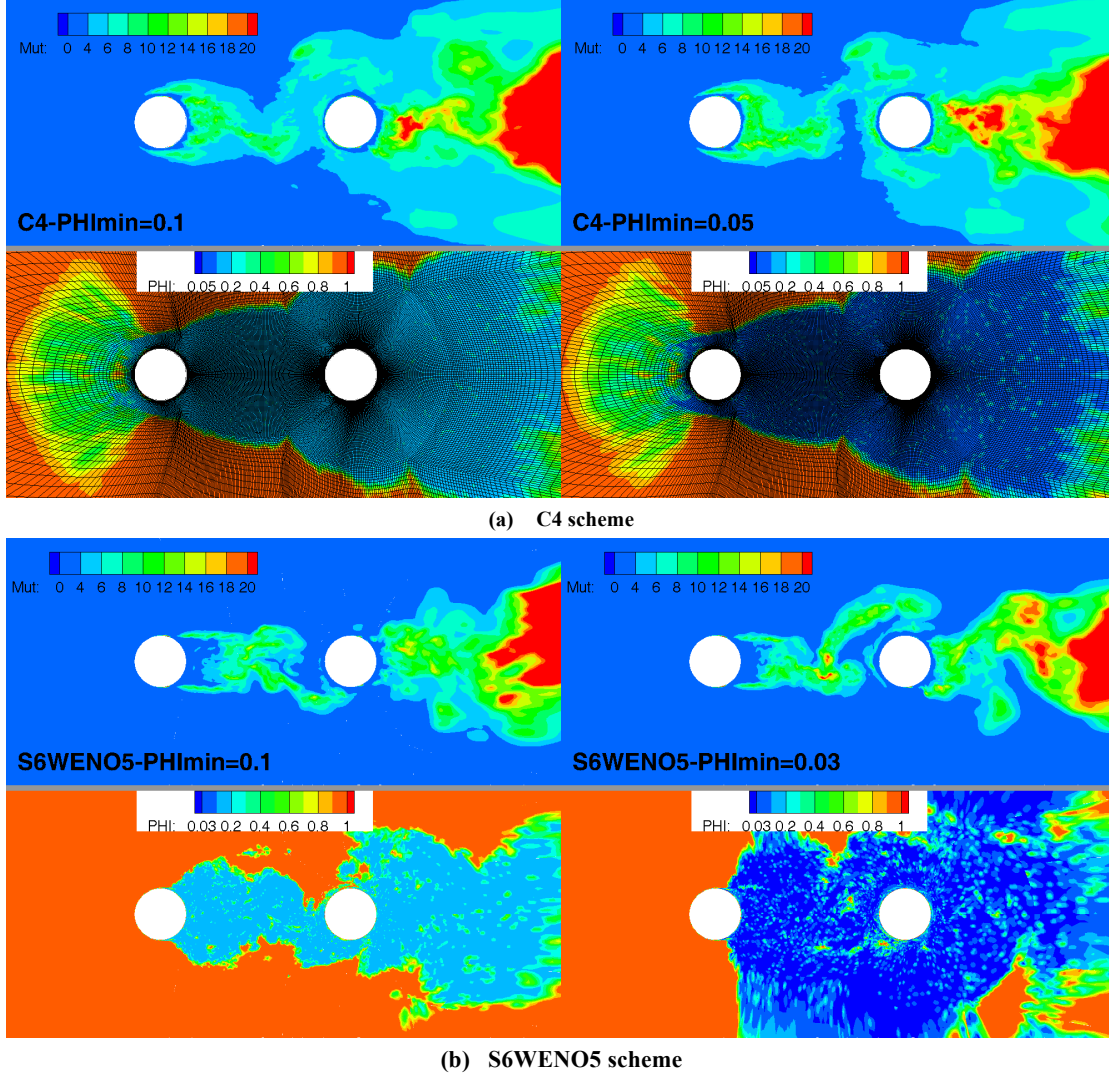 Mut: 0 4 6 8 10 12 14 16 18 20
Mut: 0 4 6 8 10 12 14 16 18 20
C4-PHImin=0.1
C4-PHImin=0.05
PHI: 0.05 0.2 0.4 0.6 0.8 1
PHI: 0.05 0.2 0.4 0.6 0.8 1
(a) C4 scheme
Mut: 0 4 6 8 10 12 14 16 18 20
Mut: 0 4 6 8 10 12 14 16 18 20
S6WENO5-PHImin=0.1
S6WENO5-PHImin=0.03
PHI: 0.03 0.2 0.4 0.6 0.8 1
PHI: 0.03 0.2 0.4 0.6 0.8 1
(b) S6WENO5 scheme